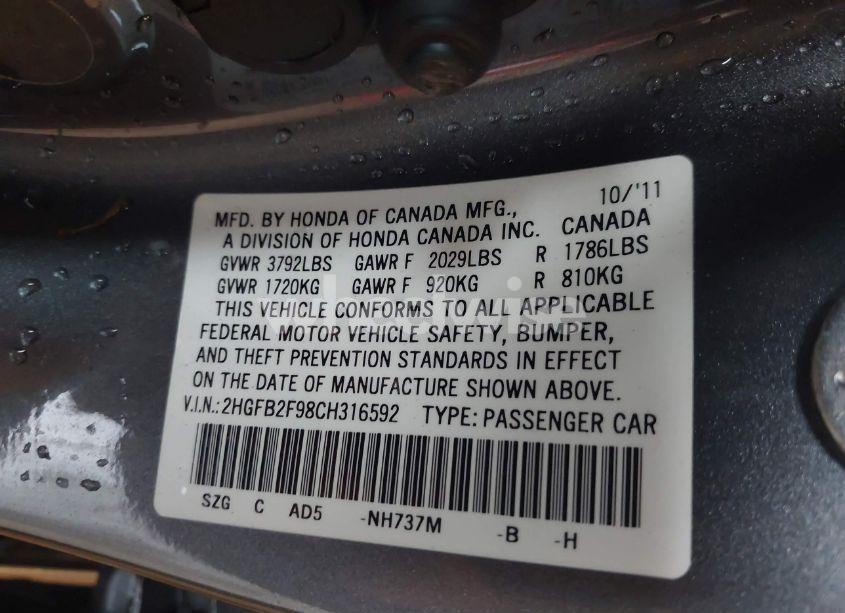 10/'11
MFD. BY HONDA OF CANADA MFG.,
A DIVISION OF HONDA CANADA INC. CANADA
GVWR 3792LBS GAWR F 2029LBS R 1786LBS
GVWR 1720KG GAWR F 920KG R 810KG
THIS VEHICLE CONFORMS TO ALL APPLICABLE
FEDERAL MOTOR VEHICLE SAFETY, BUMPER,
AND THEFT PREVENTION STANDARDS IN EFFECT
ON THE DATE OF MANUFACTURE SHOWN ABOVE.
V.I.N.:2HGFB2F98CH316592 TYPE:PASSENGER CAR
SZG C AD5 -NH737M -B -H